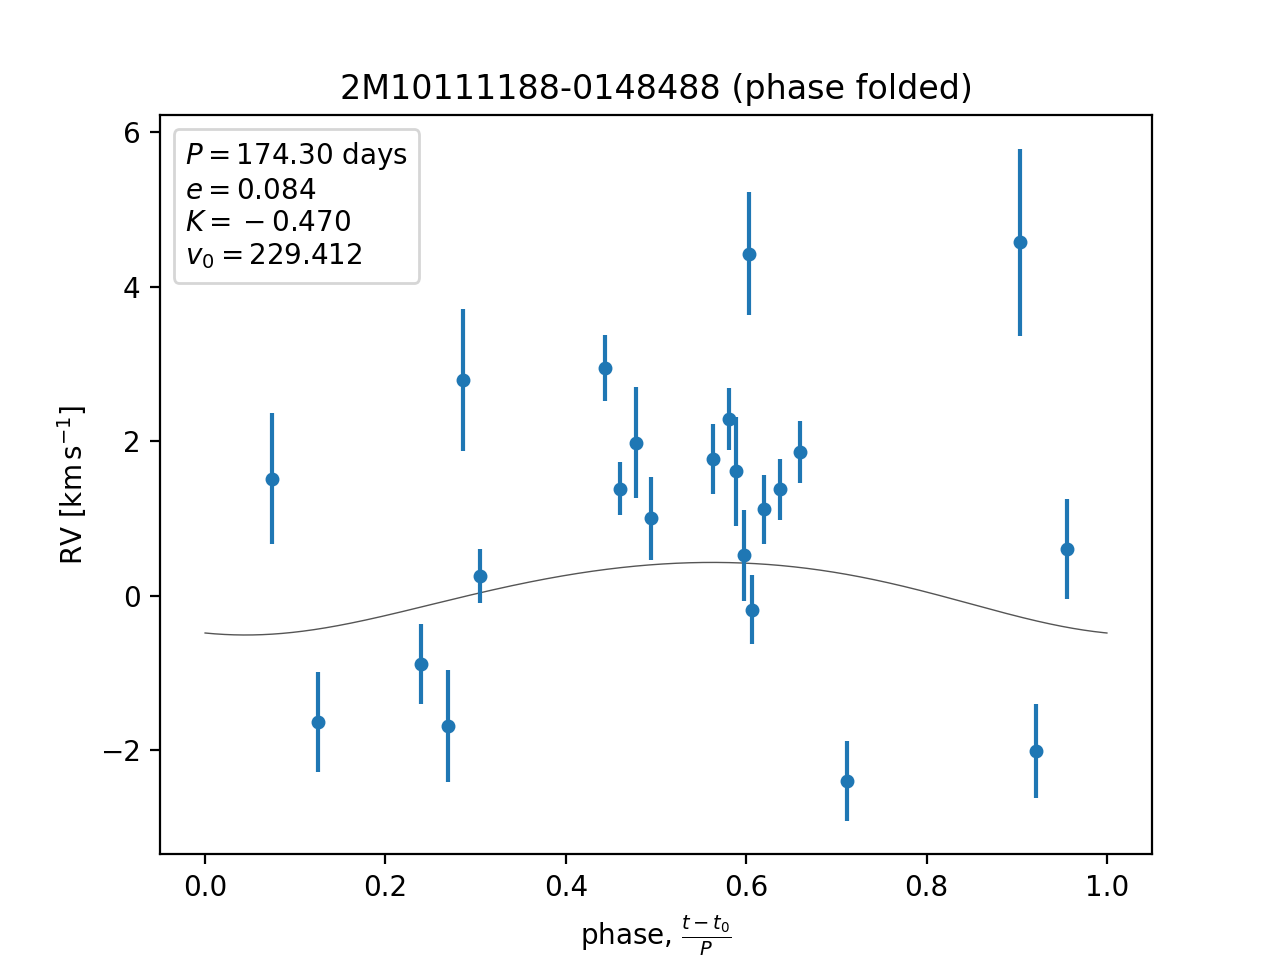 2M10111188-0148488 (phase folded)
P = 174.30 days
e = 0.084
K = −0.470
v₀ = 229.412
6
4
2
0
−2
RV [km s⁻¹]
0.0 0.2 0.4 0.6 0.8 1.0
phase, (t − t₀)/P